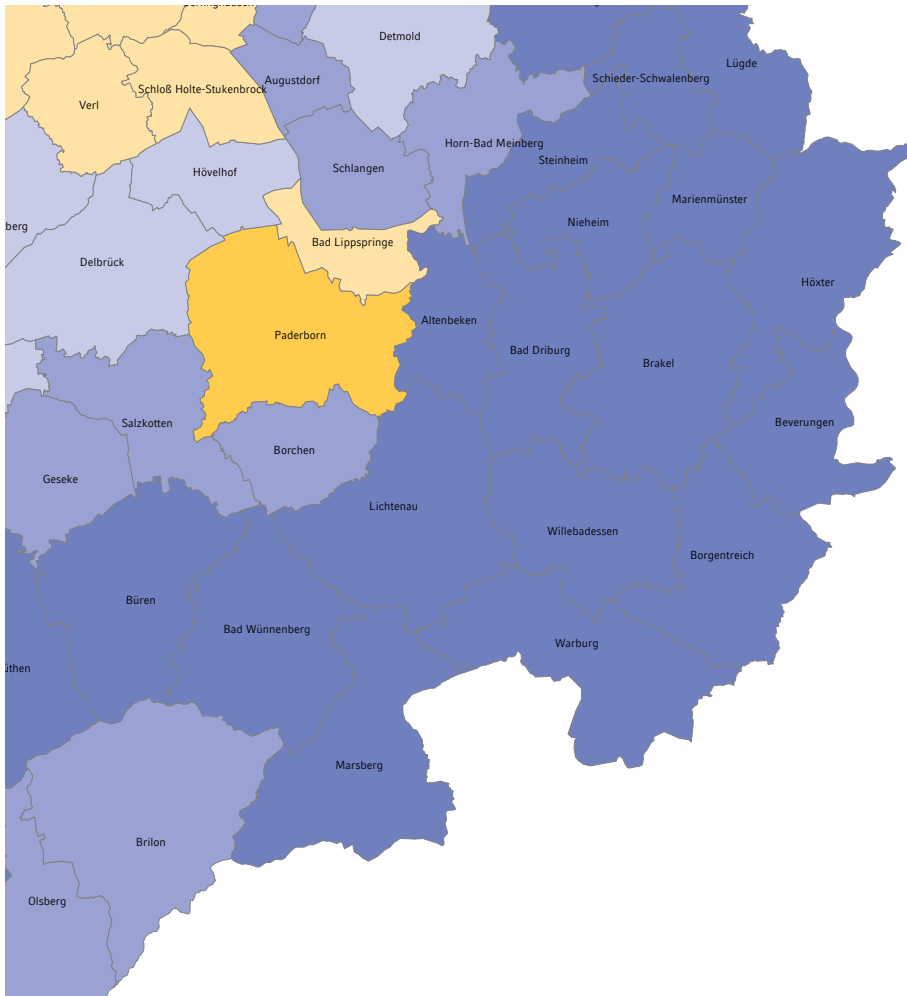 Detmold
Lügde
Schieder-Schwalenberg
Augustdorf
Schloß Holte-Stukenbrock
Verl
Horn-Bad Meinberg
Steinheim
Schlangen
Hövelhof
Marienmünster
Nieheim
berg
Bad Lippspringe
Delbrück
Höxter
Altenbeken
Paderborn
Bad Driburg
Brakel
Salzkotten
Beverungen
Borchen
Geseke
Lichtenau
Willebadessen
Borgentreich
Büren
Bad Wünnenberg
Warburg
üthen
Marsberg
Brilon
Olsberg